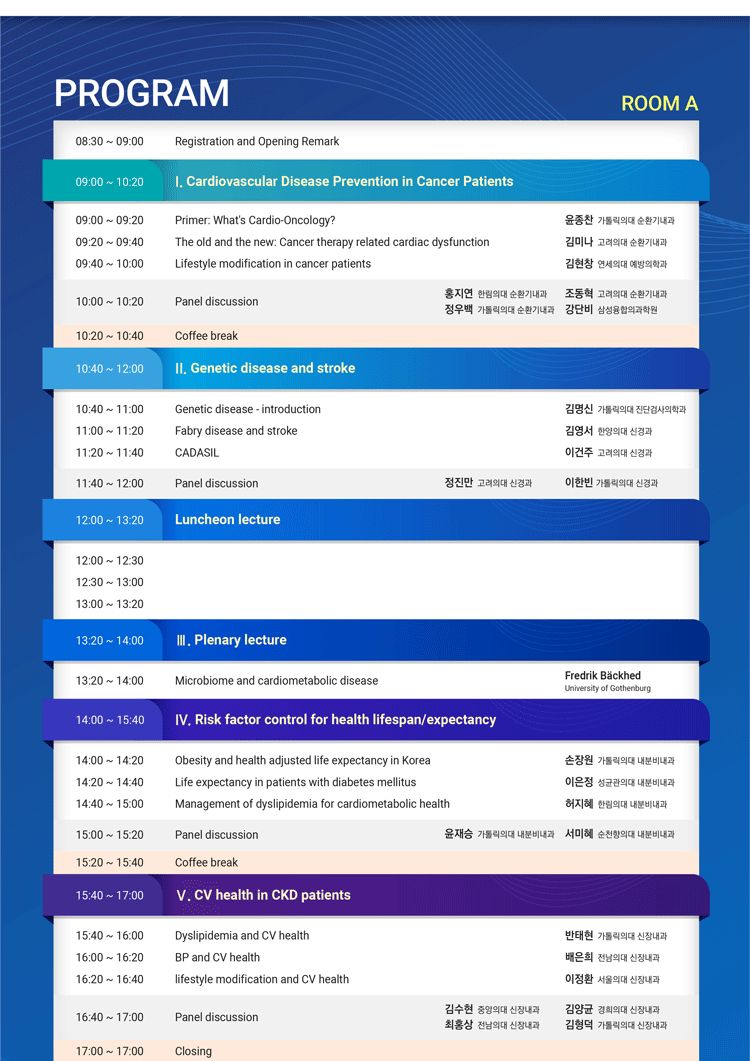 PROGRAM
ROOM A
08:30 ~ 09:00 Registration and Opening Remark
09:00 ~ 10:20 Ⅰ. Cardiovascular Disease Prevention in Cancer Patients
09:00 ~ 09:20 Primer: What's Cardio-Oncology? 윤종찬 가톨릭의대 순환기내과
09:20 ~ 09:40 The old and the new: Cancer therapy related cardiac dysfunction 김미나 고려의대 순환기내과
09:40 ~ 10:00 Lifestyle modification in cancer patients 김현창 연세의대 예방의학과
10:00 ~ 10:20 Panel discussion 홍지연 한림의대 순환기내과 조동혁 고려의대 순환기내과
정우백 가톨릭의대 순환기내과 강단비 삼성융합의과학원
10:20 ~ 10:40 Coffee break
10:40 ~ 12:00 Ⅱ. Genetic disease and stroke
10:40 ~ 11:00 Genetic disease - introduction 김명신 가톨릭의대 진단검사의학과
11:00 ~ 11:20 Fabry disease and stroke 김영서 한양의대 신경과
11:20 ~ 11:40 CADASIL 이건주 고려의대 신경과
11:40 ~ 12:00 Panel discussion 정진만 고려의대 신경과 이한빈 가톨릭의대 신경과
12:00 ~ 13:20 Luncheon lecture
12:00 ~ 12:30
12:30 ~ 13:00
13:00 ~ 13:20
13:20 ~ 14:00 Ⅲ. Plenary lecture
13:20 ~ 14:00 Microbiome and cardiometabolic disease Fredrik Bäckhed
University of Gothenburg
14:00 ~ 15:40 Ⅳ. Risk factor control for health lifespan/expectancy
14:00 ~ 14:20 Obesity and health adjusted life expectancy in Korea 손장원 가톨릭의대 내분비내과
14:20 ~ 14:40 Life expectancy in patients with diabetes mellitus 이은정 성균관의대 내분비내과
14:40 ~ 15:00 Management of dyslipidemia for cardiometabolic health 허지혜 한림의대 내분비내과
15:00 ~ 15:20 Panel discussion 윤재승 가톨릭의대 내분비내과 서미혜 순천향의대 내분비내과
15:20 ~ 15:40 Coffee break
15:40 ~ 17:00 Ⅴ. CV health in CKD patients
15:40 ~ 16:00 Dyslipidemia and CV health 반태현 가톨릭의대 신장내과
16:00 ~ 16:20 BP and CV health 배은희 전남의대 신장내과
16:20 ~ 16:40 lifestyle modification and CV health 이정환 서울의대 신장내과
16:40 ~ 17:00 Panel discussion 김수현 중앙의대 신장내과 김양균 경희의대 신장내과
최홍상 전남의대 신장내과 김형덕 가톨릭의대 신장내과
17:00 ~ 17:00 Closing